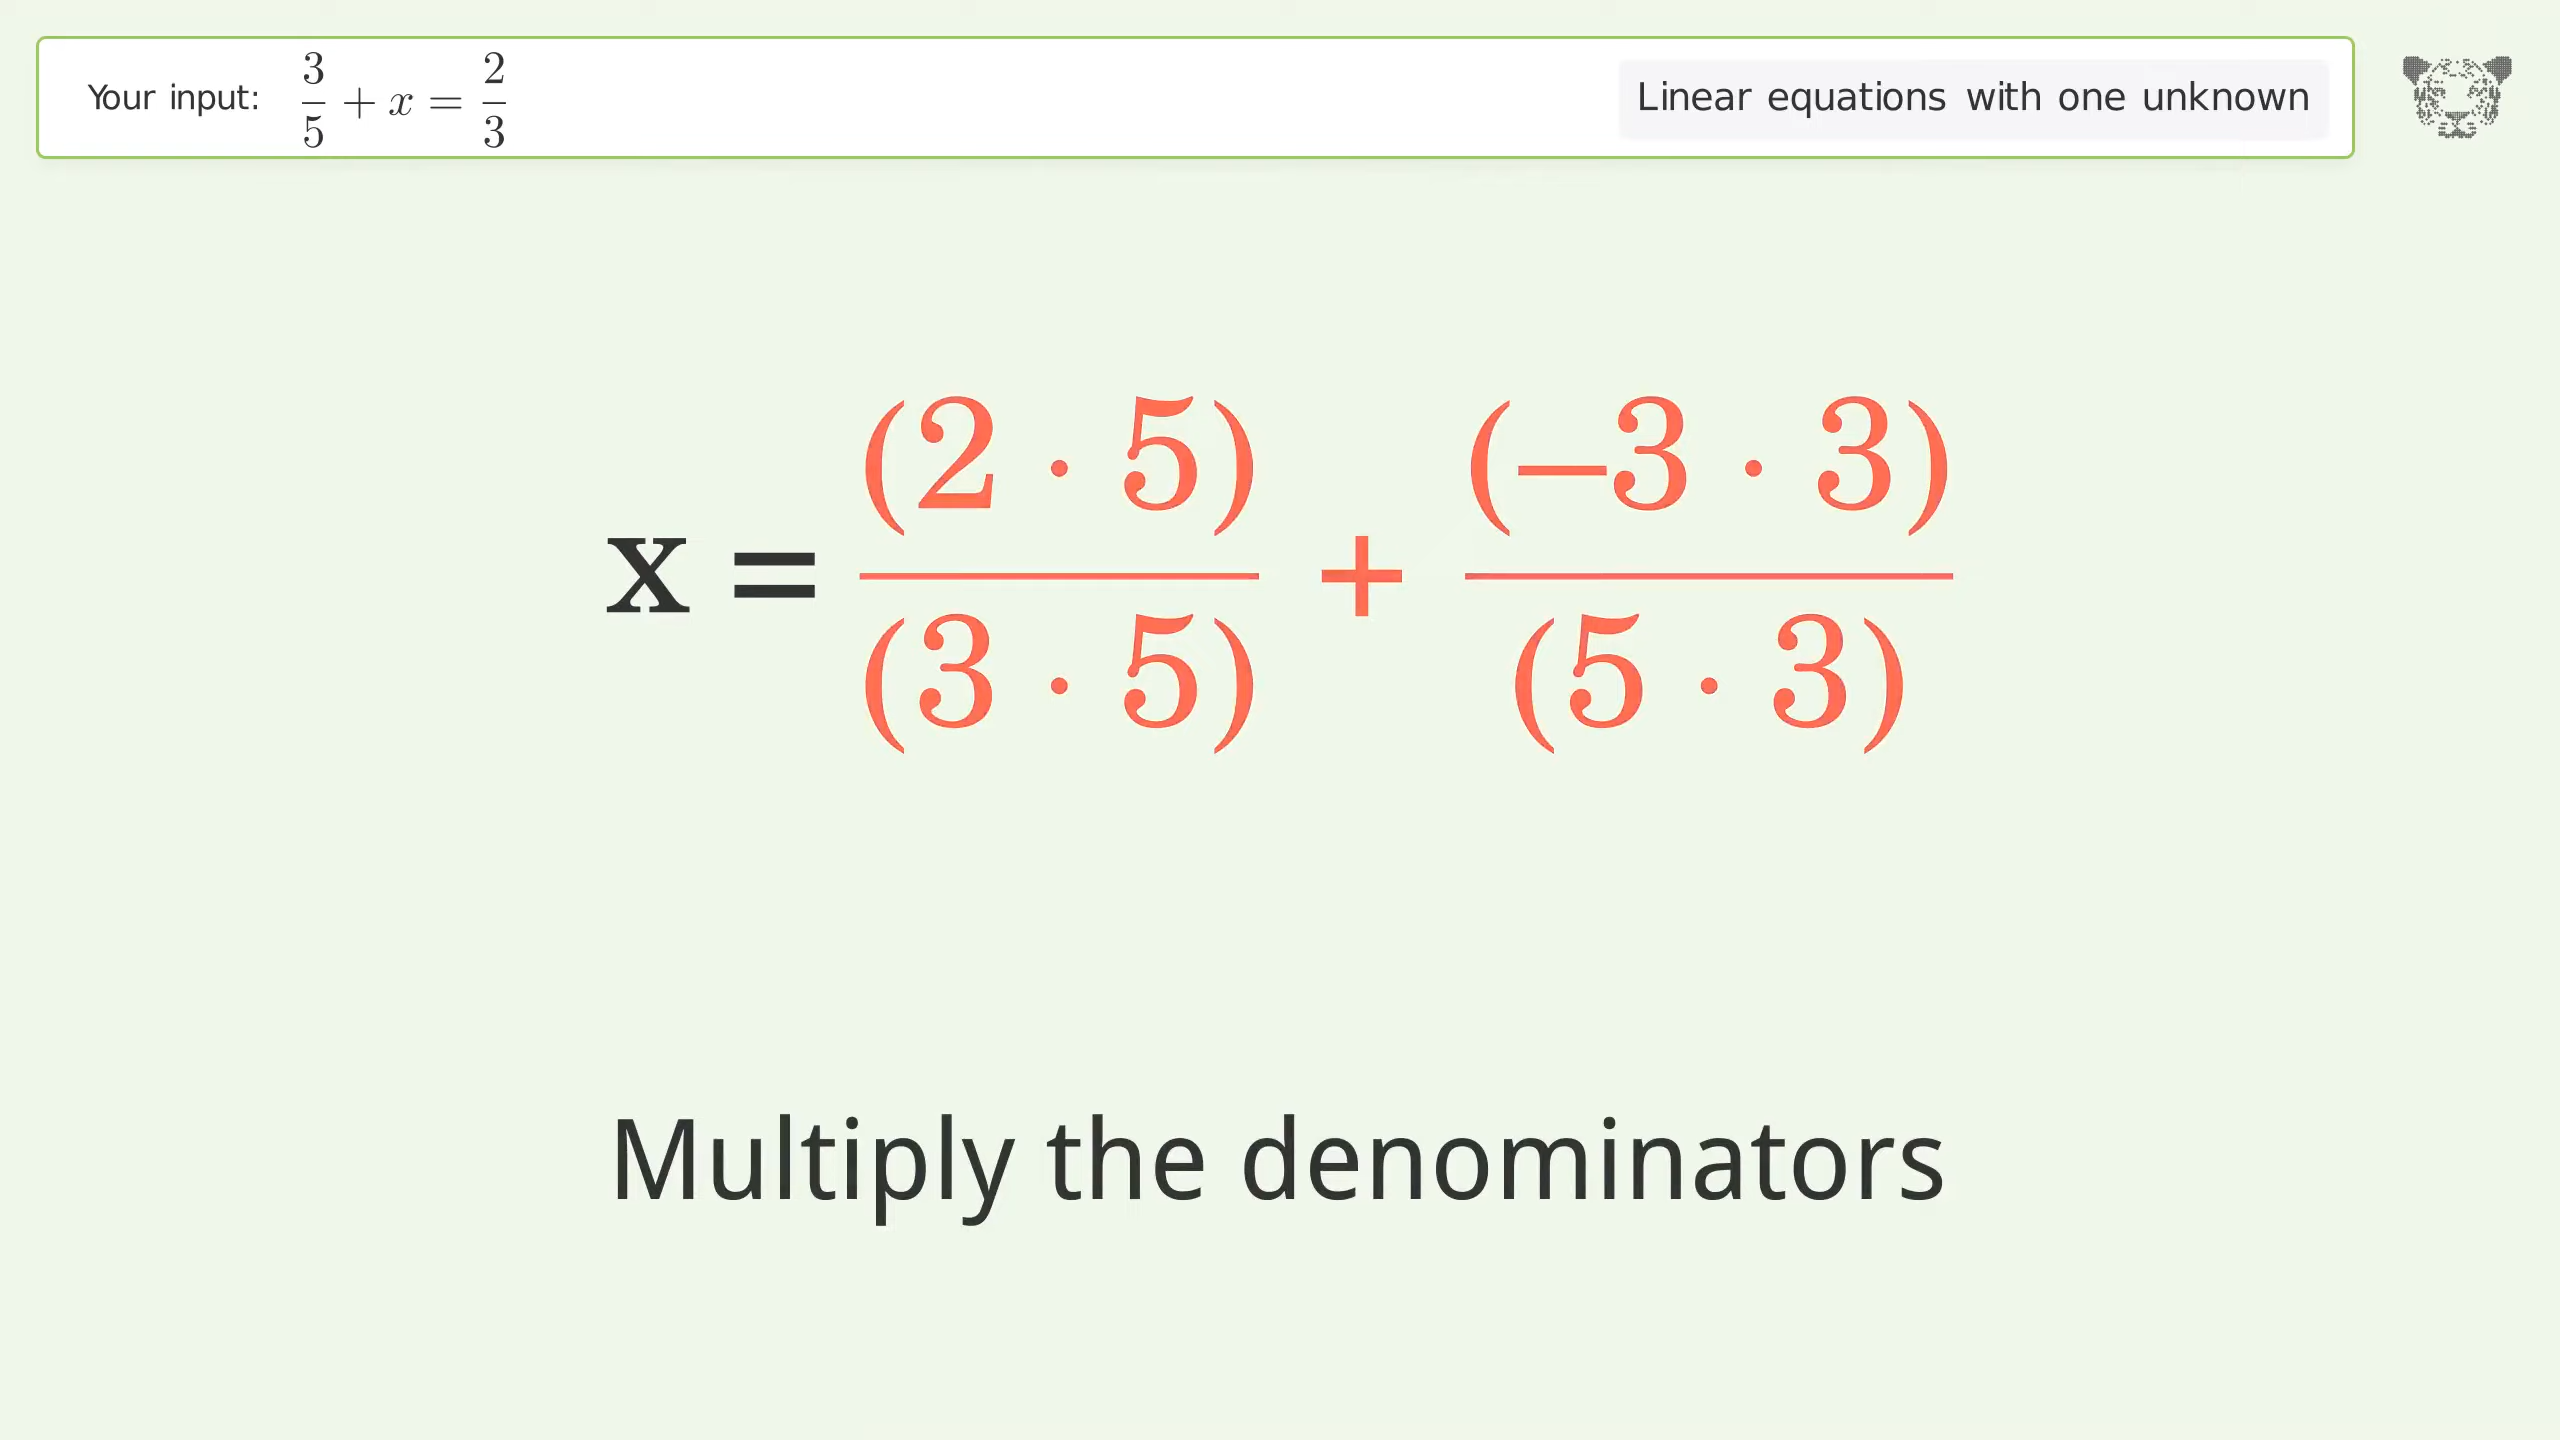 Your input: 3/5 + x = 2/3
Linear equations with one unknown
x = (2 · 5)/(3 · 5) + (–3 · 3)/(5 · 3)
Multiply the denominators